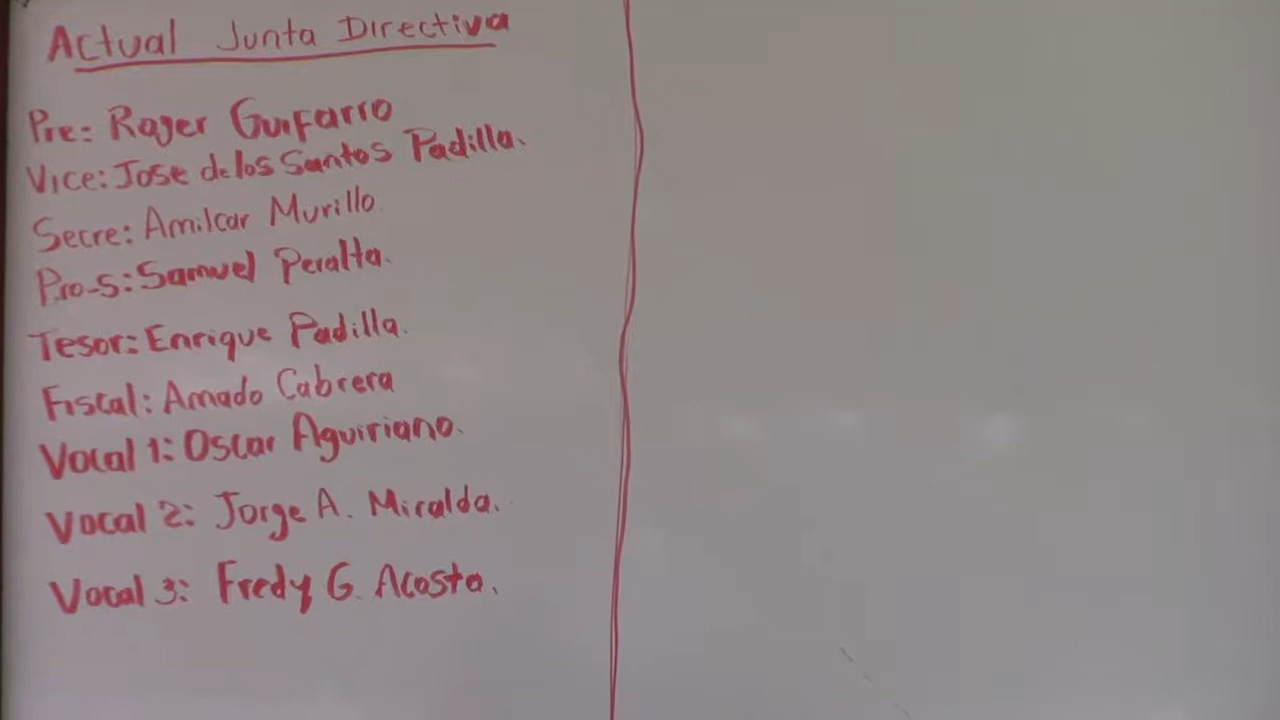 Actual Junta Directiva
Pre: Roger Guifarro
Vice: Jose de los Santos Padilla.
Secre: Amilcar Murillo
Pro-S: Samuel Peralta.
Tesor: Enrique Padilla.
Fiscal: Amado Cabrera
Vocal 1: Oscar Aguiriano.
Vocal 2: Jorge A. Miralda.
Vocal 3: Fredy G. Acosta.